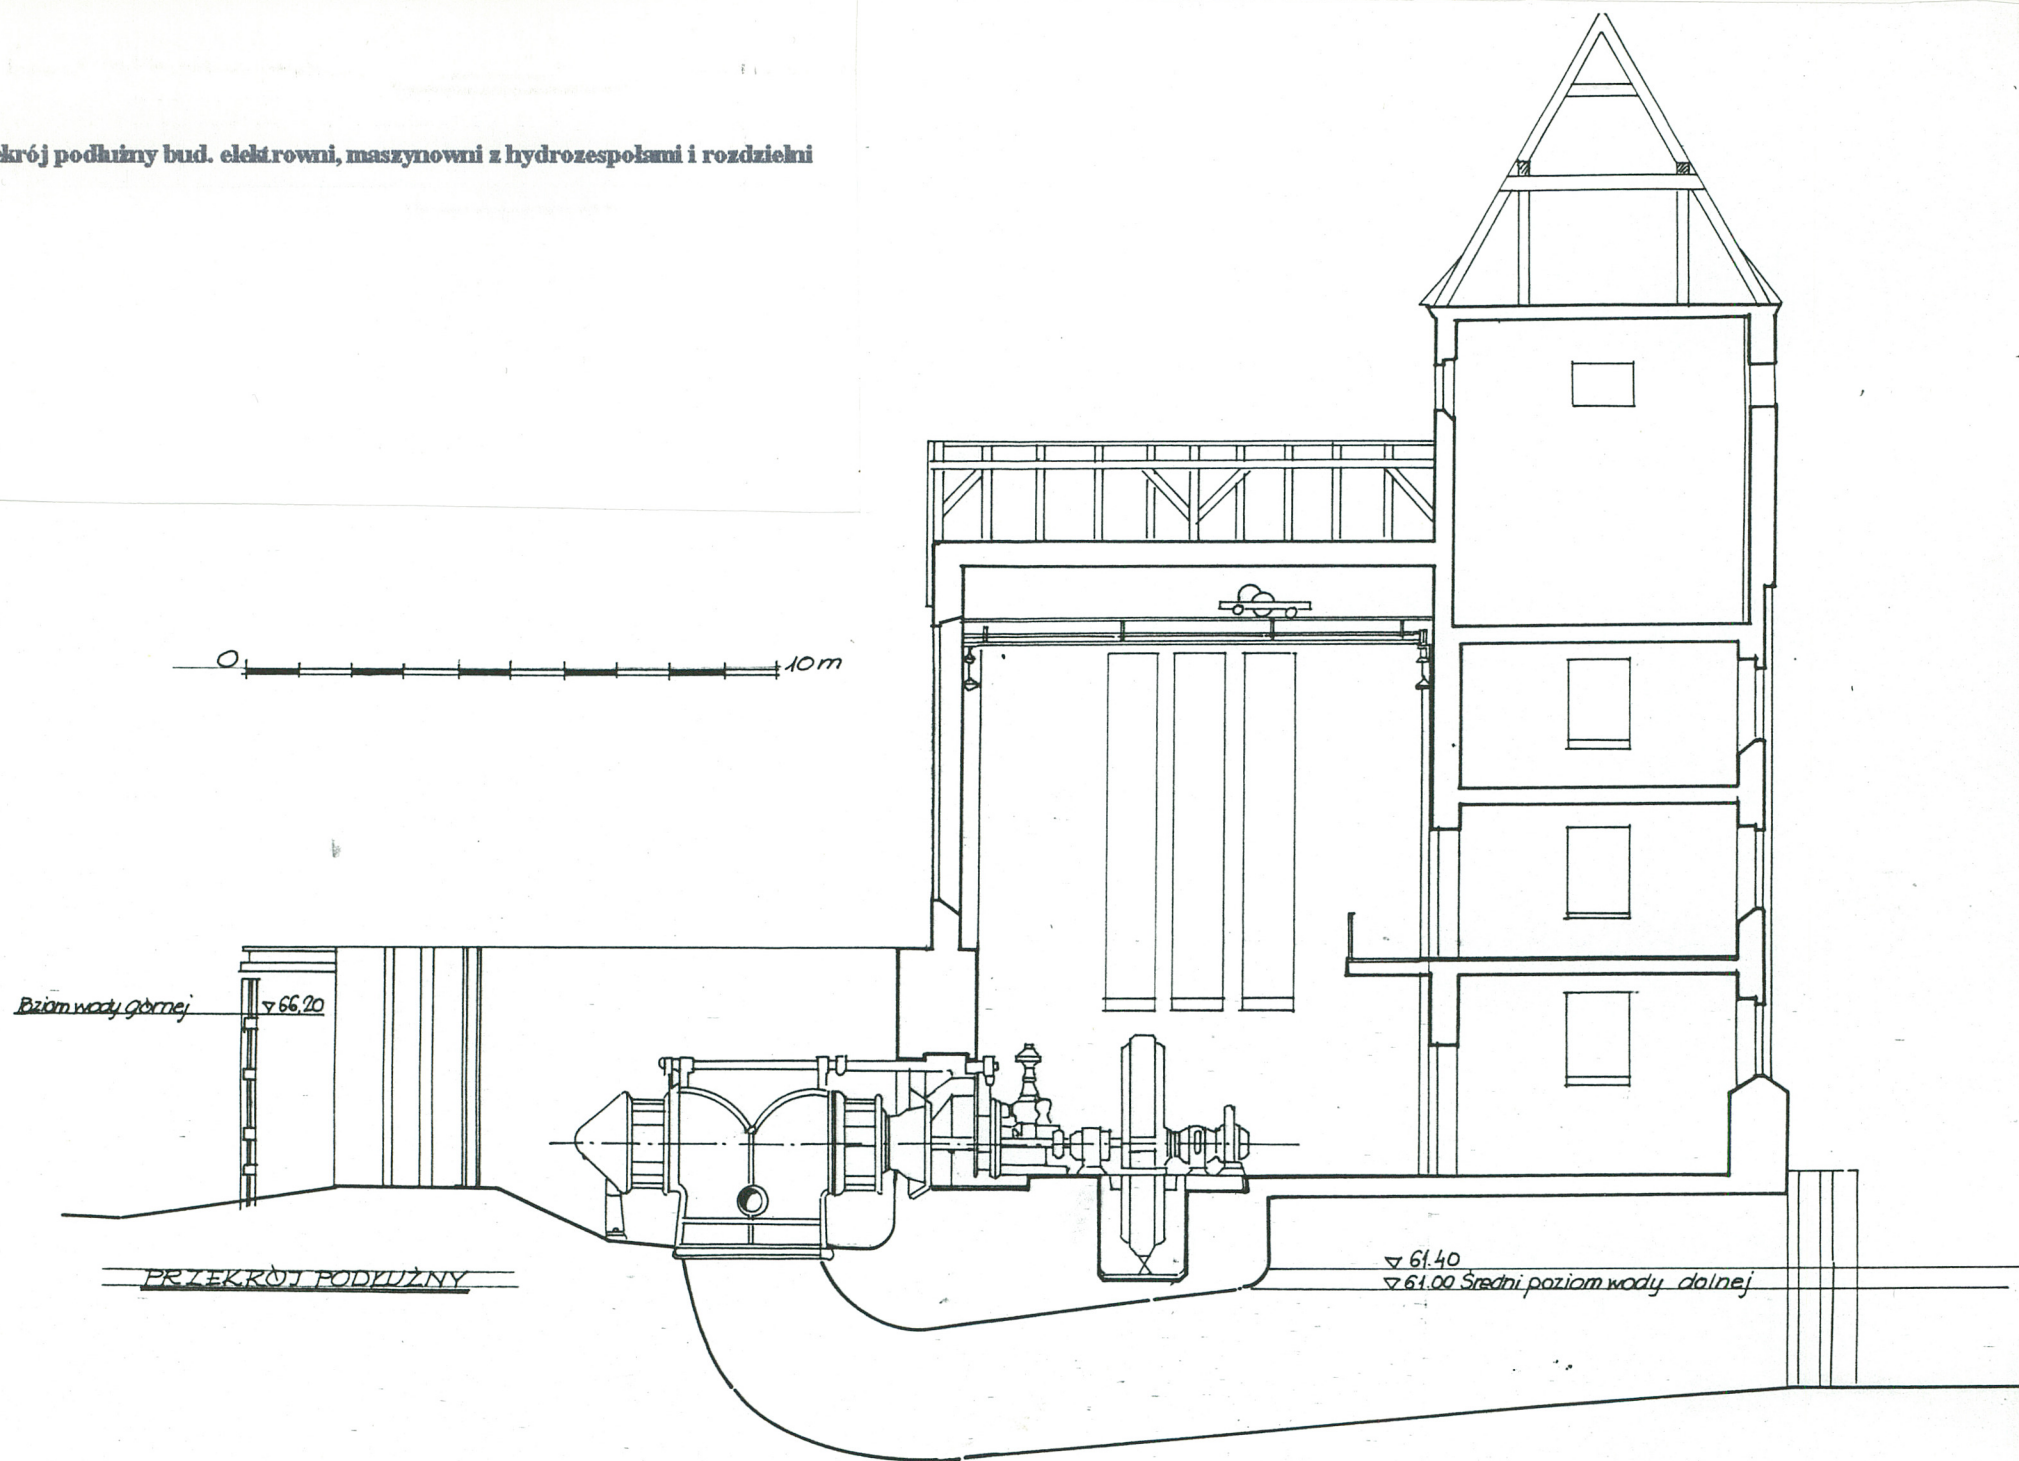 krój podłużny bud. elektrowni, maszynowni z hydrozespołami i rozdzielni
0 10m
Poziom wody górnej ▽66,20
PRZEKRÓJ PODŁUŻNY
▽ 61.40
▽61.00 Średni poziom wody dolnej